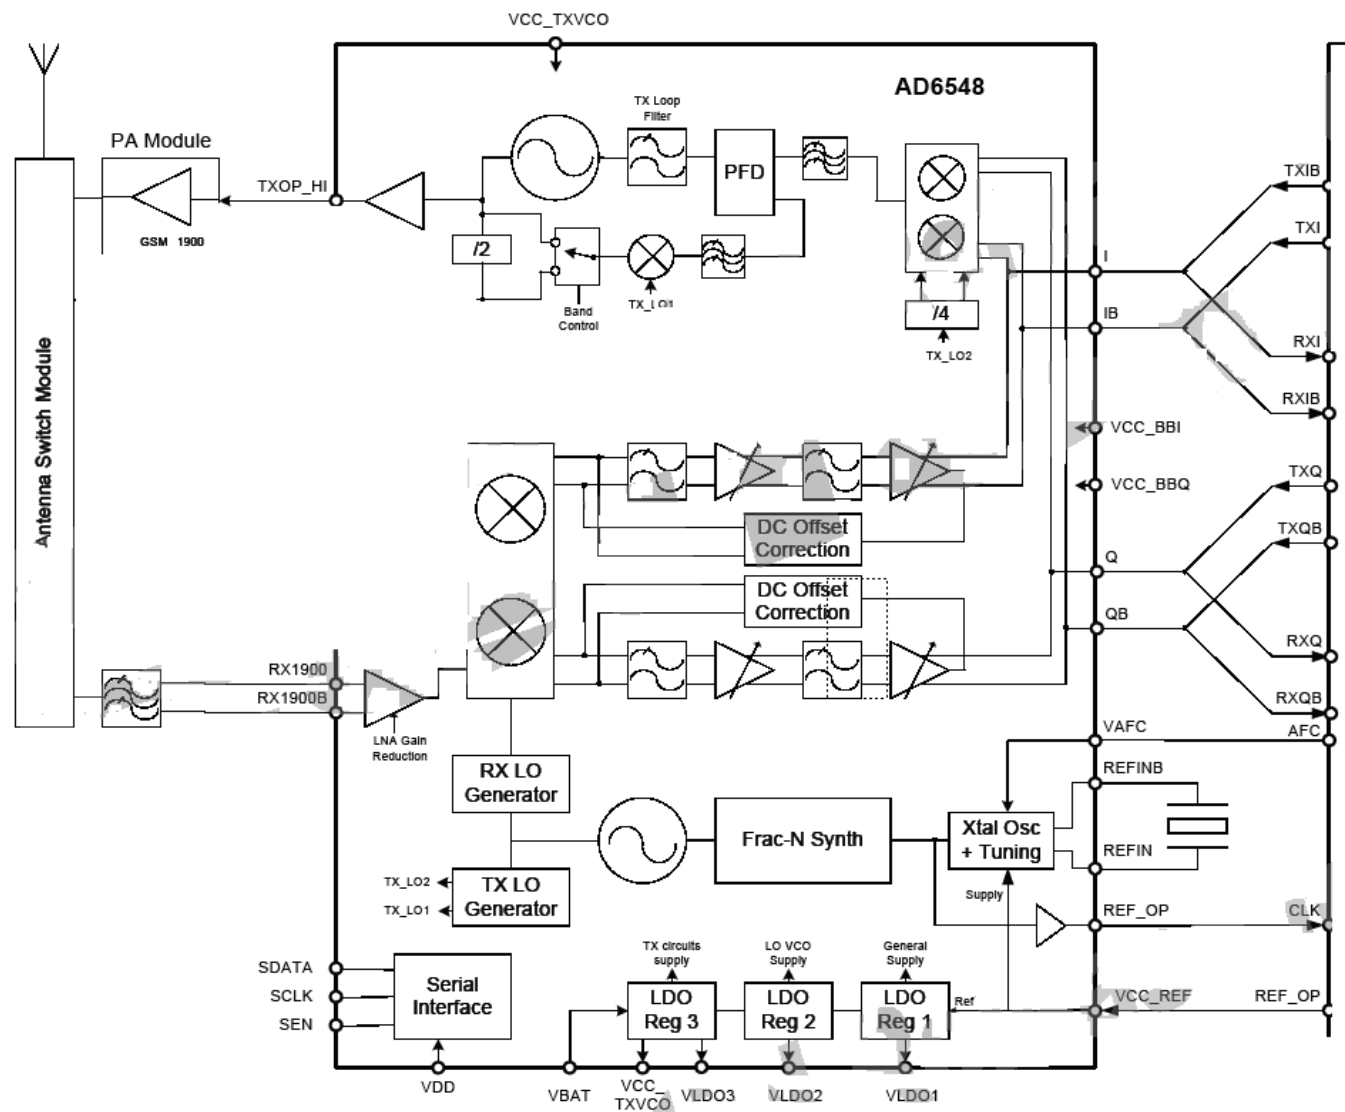 VCC_TXVCO
AD6548
TX Loop
Filter
PA Module
PFD
TXIB
TXOP_HI
GSM 1900
TXI
/2
I
TX_LO1
Band
Control
/4
IB
TX_LO2
RXI
RXIB
Antenna Switch Module
VCC_BBI
TXQ
VCC_BBQ
DC Offset
Correction
TXQB
Q
DC Offset
Correction
QB
RXQ
RX1900
RX1900B
RXQB
LNA Gain
Reduction
VAFC
AFC
RX LO
Generator
REFINB
Frac-N Synth
Xtal Osc
+ Tuning
REFIN
TX_LO2
TX_LO1
TX LO
Generator
Supply
REF_OP
CLK
SDATA
SCLK
SEN
Serial
Interface
TX circuits
supply
LO VCO
Supply
General
Supply
LDO
Reg 3
LDO
Reg 2
LDO
Reg 1
Ref
VCC_REF
REF_OP
VDD
VBAT
VCC_
TXVCO
VLDO3
VLDO2
VLDO1